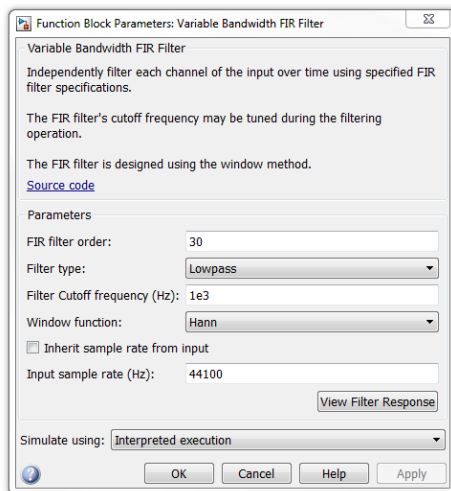 Function Block Parameters: Variable Bandwidth FIR Filter
Variable Bandwidth FIR Filter
Independently filter each channel of the input over time using specified FIR
filter specifications.
The FIR filter's cutoff frequency may be tuned during the filtering
operation.
The FIR filter is designed using the window method.
Source code
Parameters
FIR filter order: 30
Filter type: Lowpass
Filter Cutoff frequency (Hz): 1e3
Window function: Hann
Inherit sample rate from input
Input sample rate (Hz): 44100
View Filter Response
Simulate using: Interpreted execution
OK Cancel Help Apply